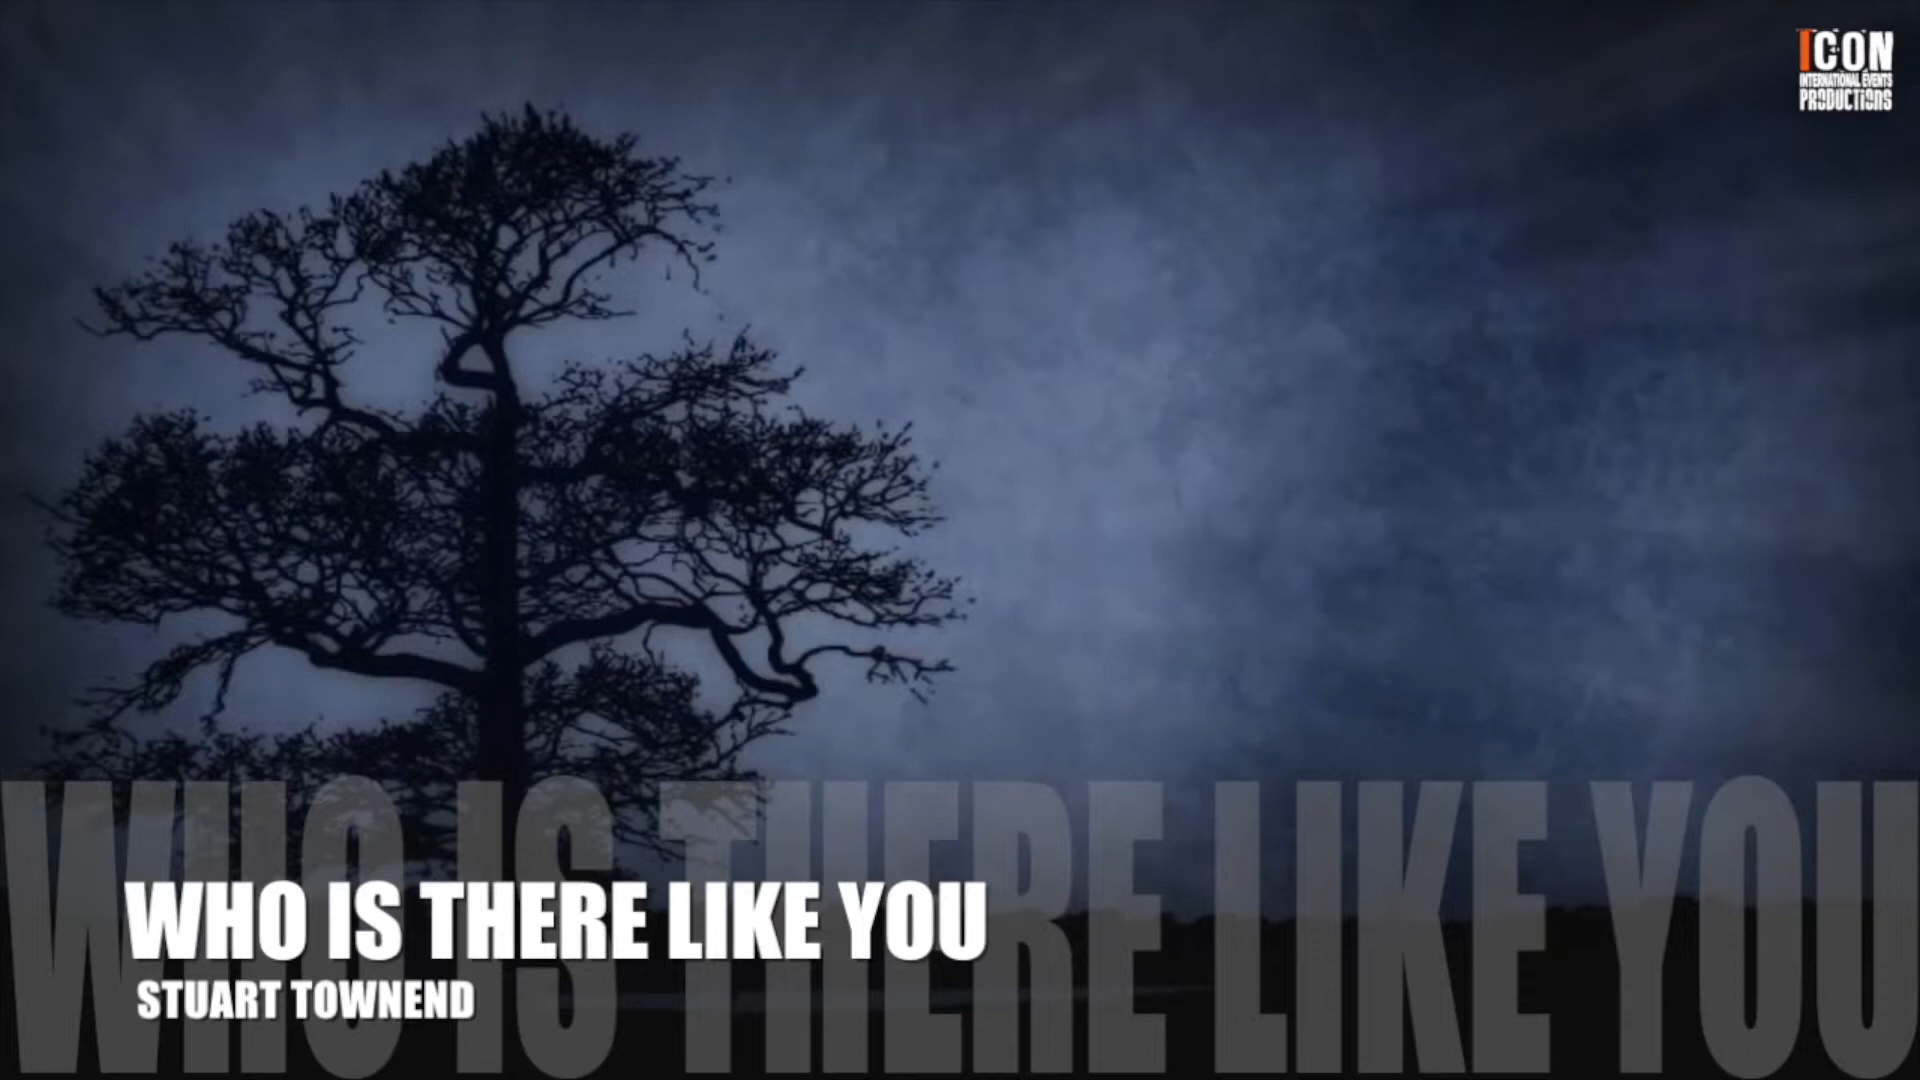 ICON
INTERNATIONAL EVENTS
PRODUCTIONS
WHO IS THERE LIKE YOU
WHO IS THERE LIKE YOU
STUART TOWNEND